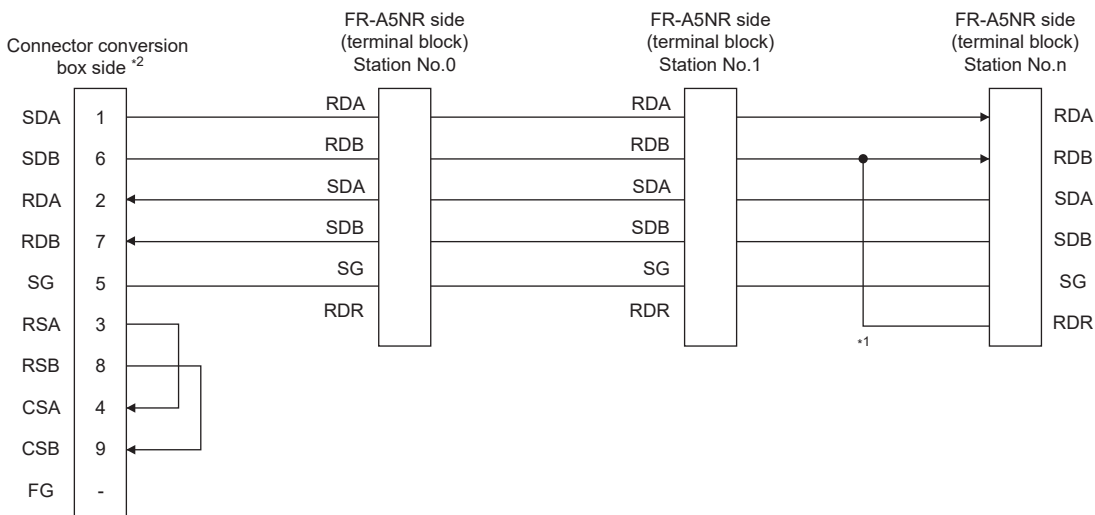 Connector conversion
box side *2
FR-A5NR side
(terminal block)
Station No.0
FR-A5NR side
(terminal block)
Station No.1
FR-A5NR side
(terminal block)
Station No.n
SDA 1 RDA RDA RDA
SDB 6 RDB RDB RDB
RDA 2 SDA SDA SDA
RDB 7 SDB SDB SDB
SG 5 SG SG SG
RSA 3 RDR RDR RDR
*1
RSB 8
CSA 4
CSB 9
FG -